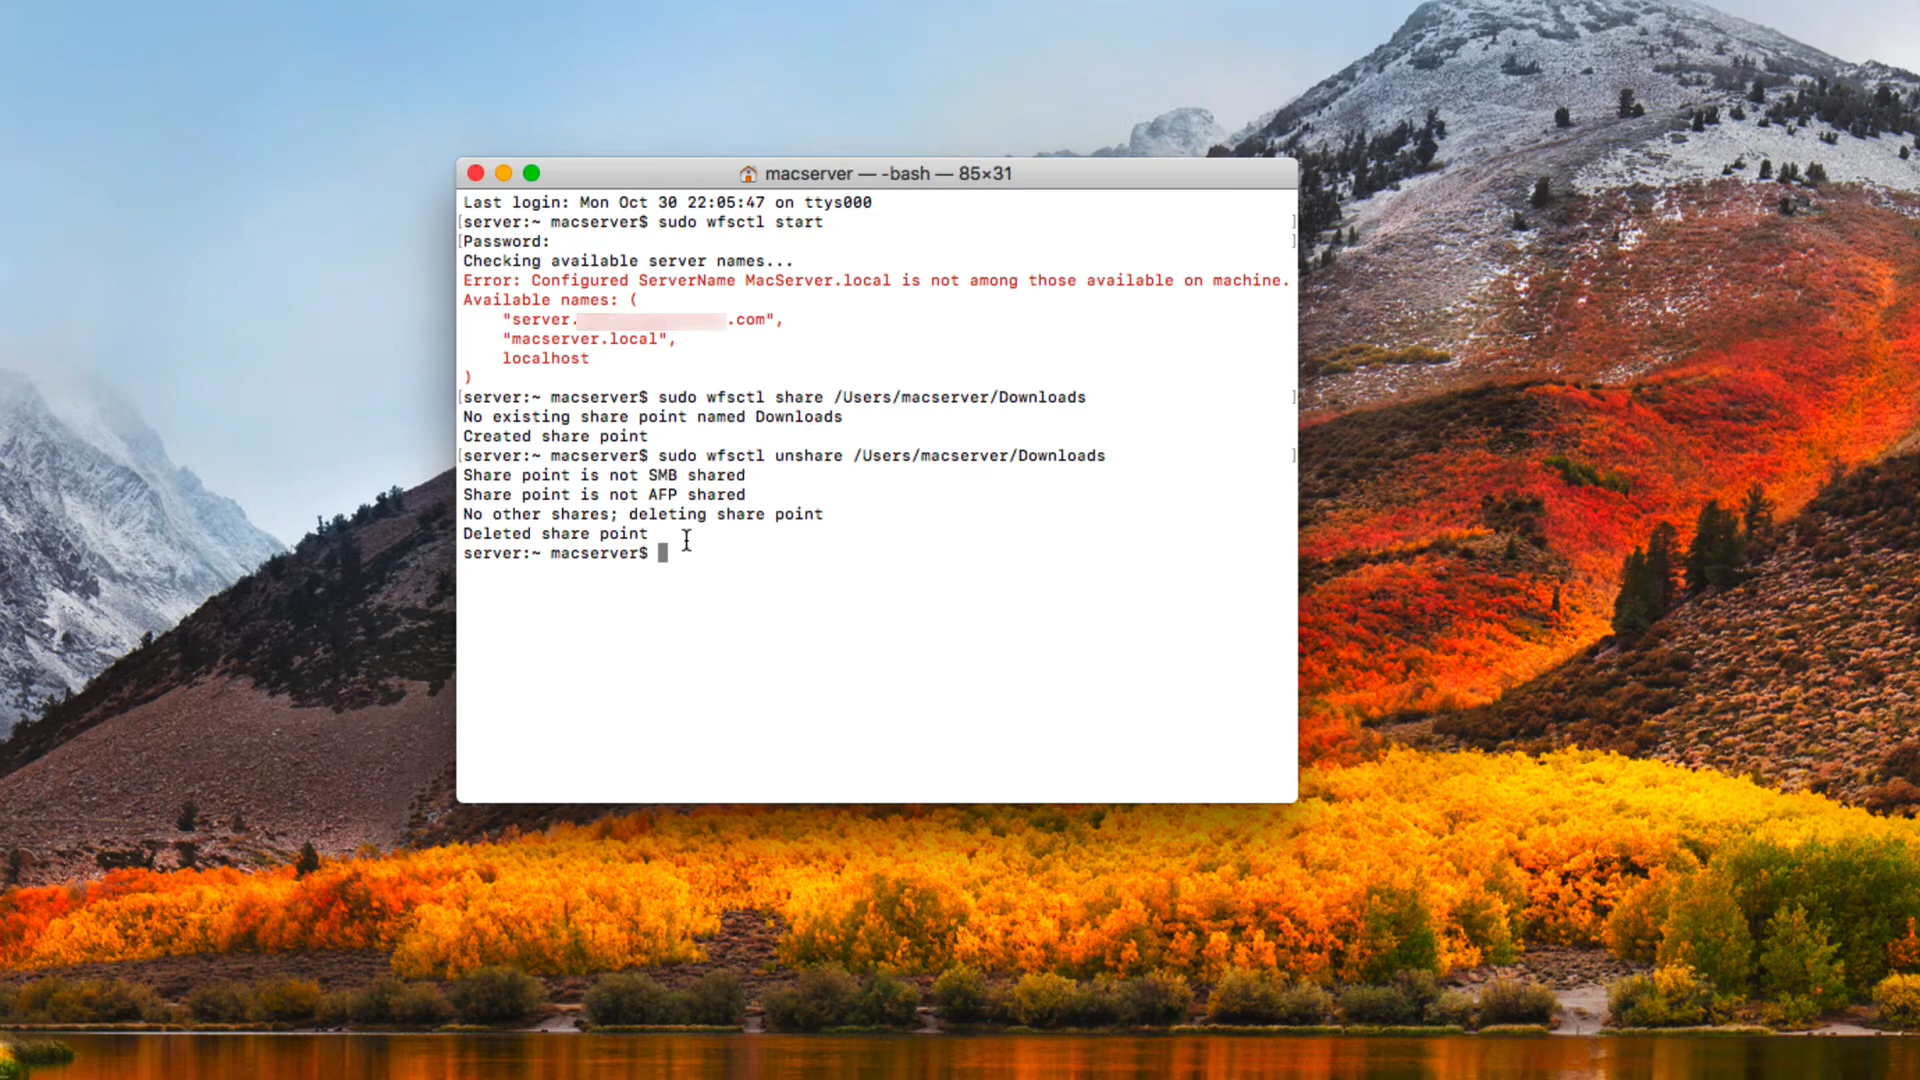 macserver — -bash — 85×31
Last login: Mon Oct 30 22:05:47 on ttys000
[server:~ macserver$ sudo wfsctl start ]
[Password: ]
Checking available server names...
Error: Configured ServerName MacServer.local is not among those available on machine.
Available names: (
"server. .com",
"macserver.local",
localhost
)
[server:~ macserver$ sudo wfsctl share /Users/macserver/Downloads ]
No existing share point named Downloads
Created share point
[server:~ macserver$ sudo wfsctl unshare /Users/macserver/Downloads ]
Share point is not SMB shared
Share point is not AFP shared
No other shares; deleting share point
Deleted share point
server:~ macserver$